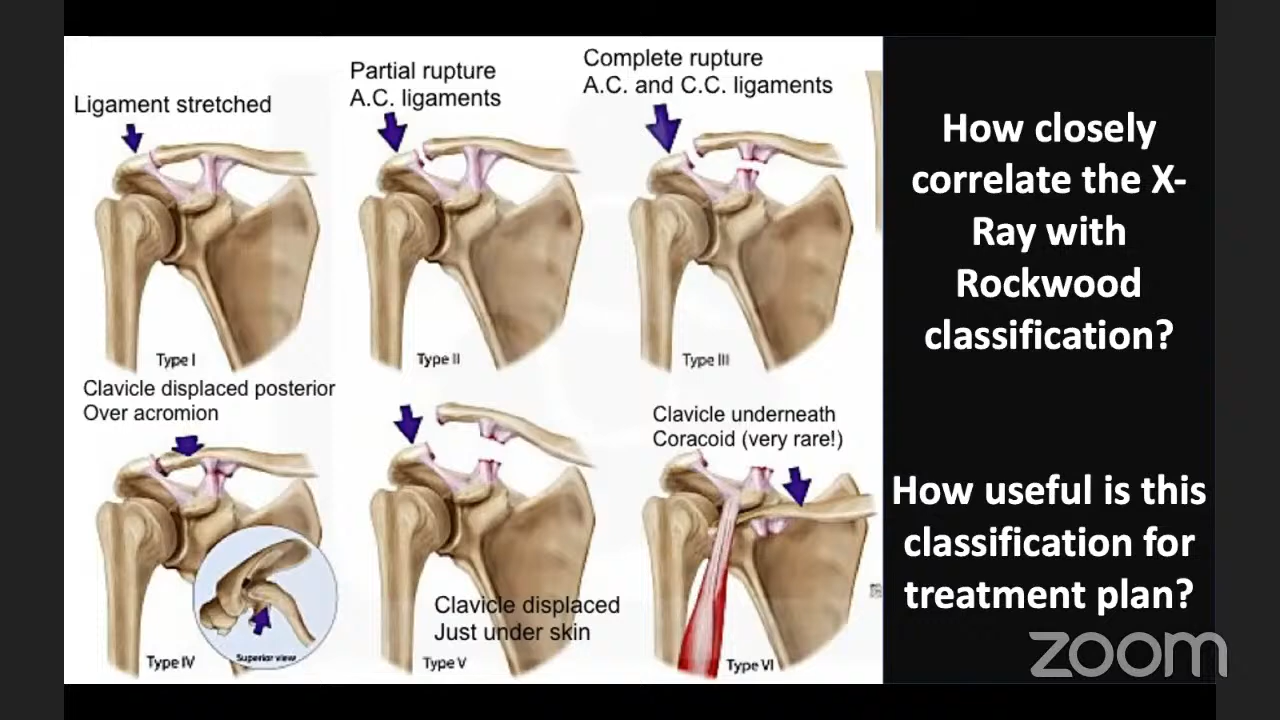 Ligament stretched
Partial rupture
A.C. ligaments
Complete rupture
A.C. and C.C. ligaments
Type I
Type II
Type III
Clavicle displaced posterior
Over acromion
Clavicle underneath
Coracoid (very rare!)
Clavicle displaced
Just under skin
Type IV
Superior view
Type V
Type VI
How closely
correlate the X-
Ray with
Rockwood
classification?
How useful is this
classification for
treatment plan?
zoom